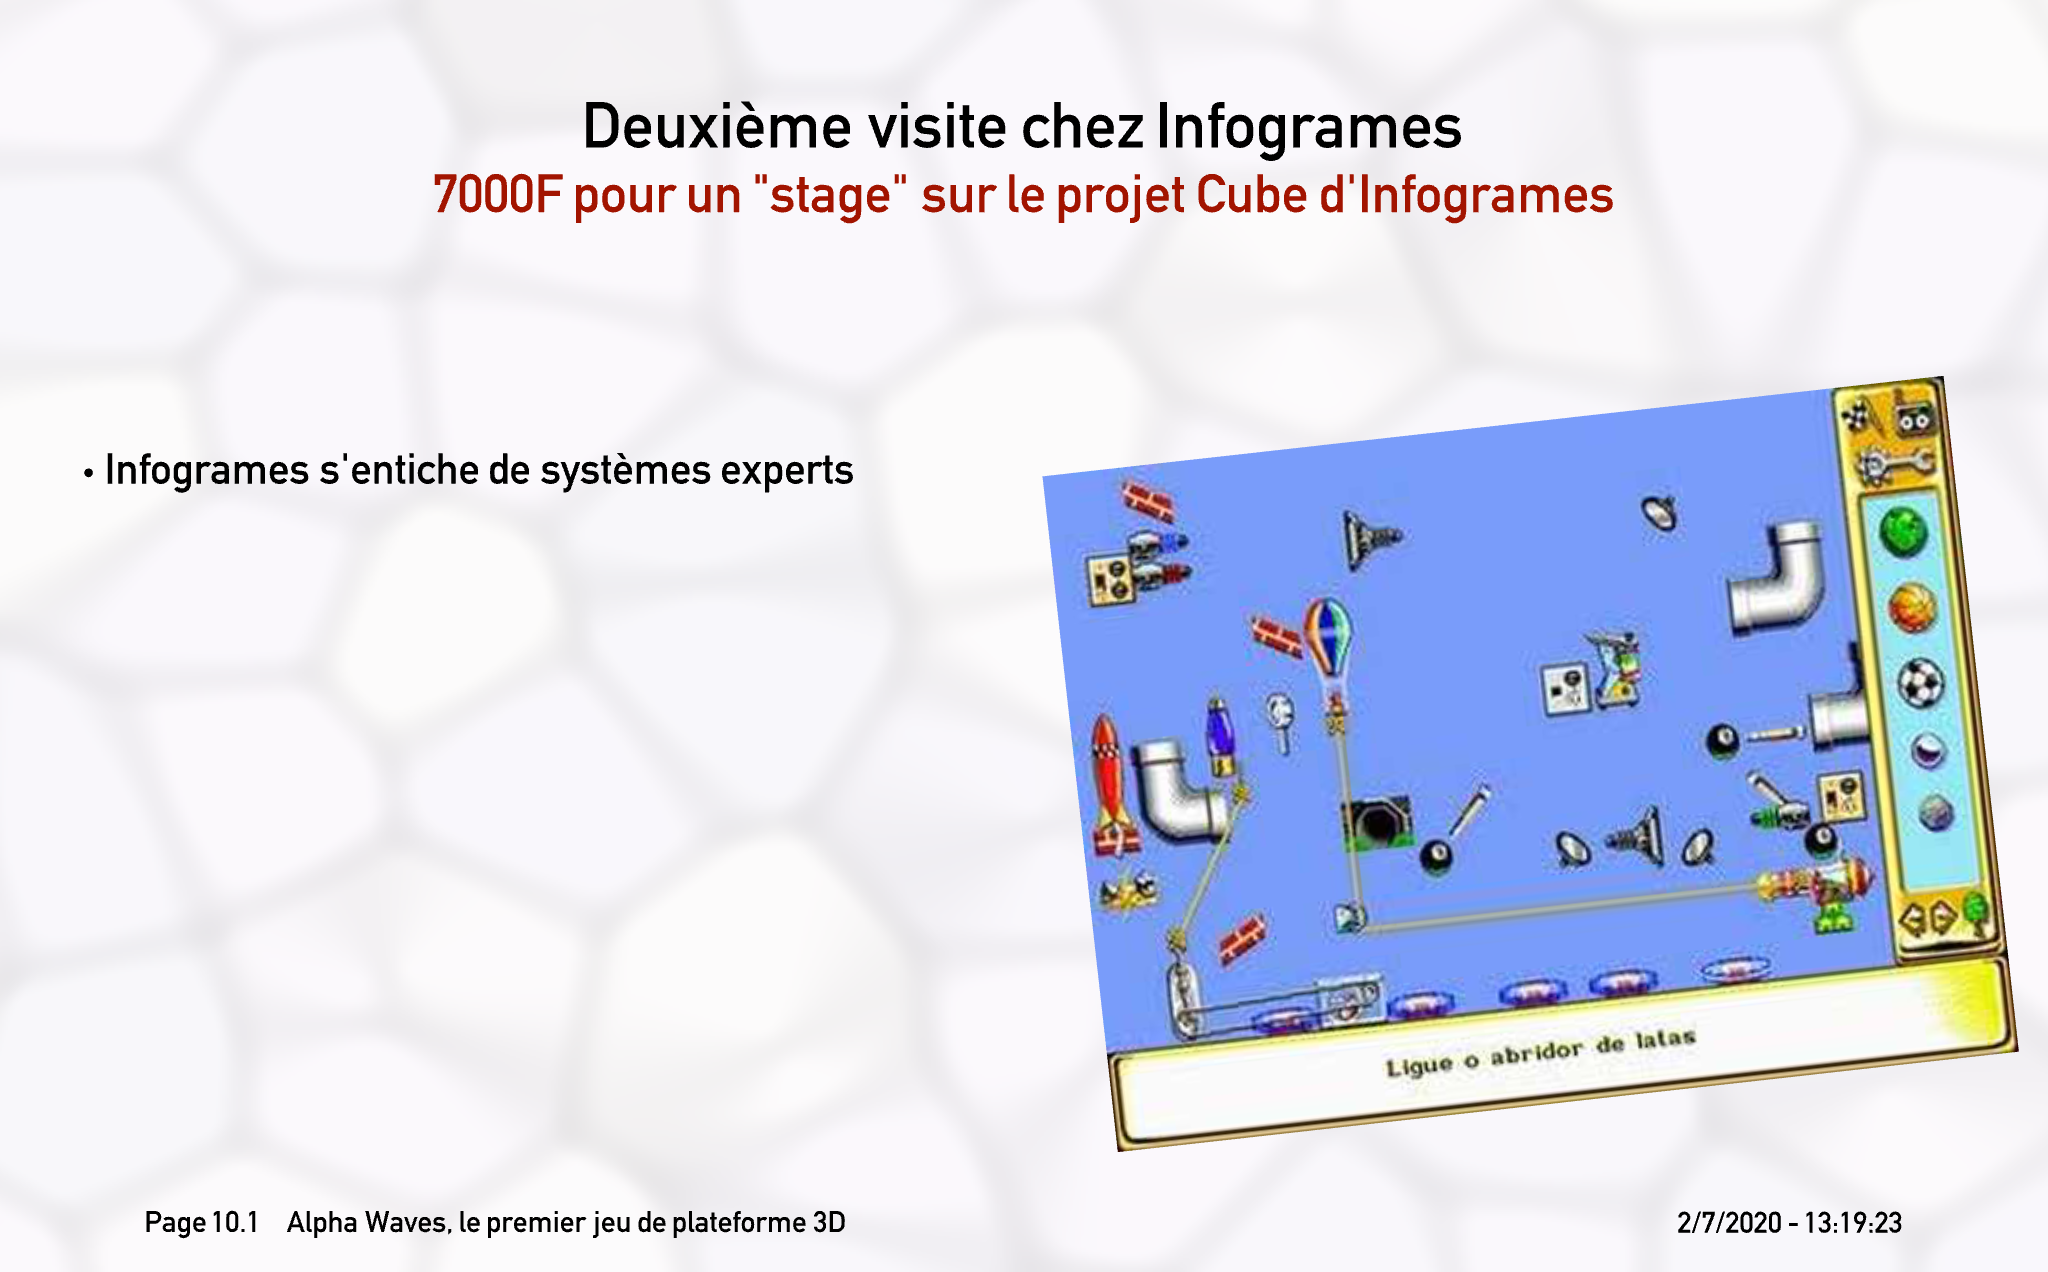 Deuxième visite chez Infogrames
7000F pour un "stage" sur le projet Cube d'Infogrames
• Infogrames s'entiche de systèmes experts
Ligue o abridor de latas
Page 10.1 Alpha Waves, le premier jeu de plateforme 3D
2/7/2020 - 13:19:23